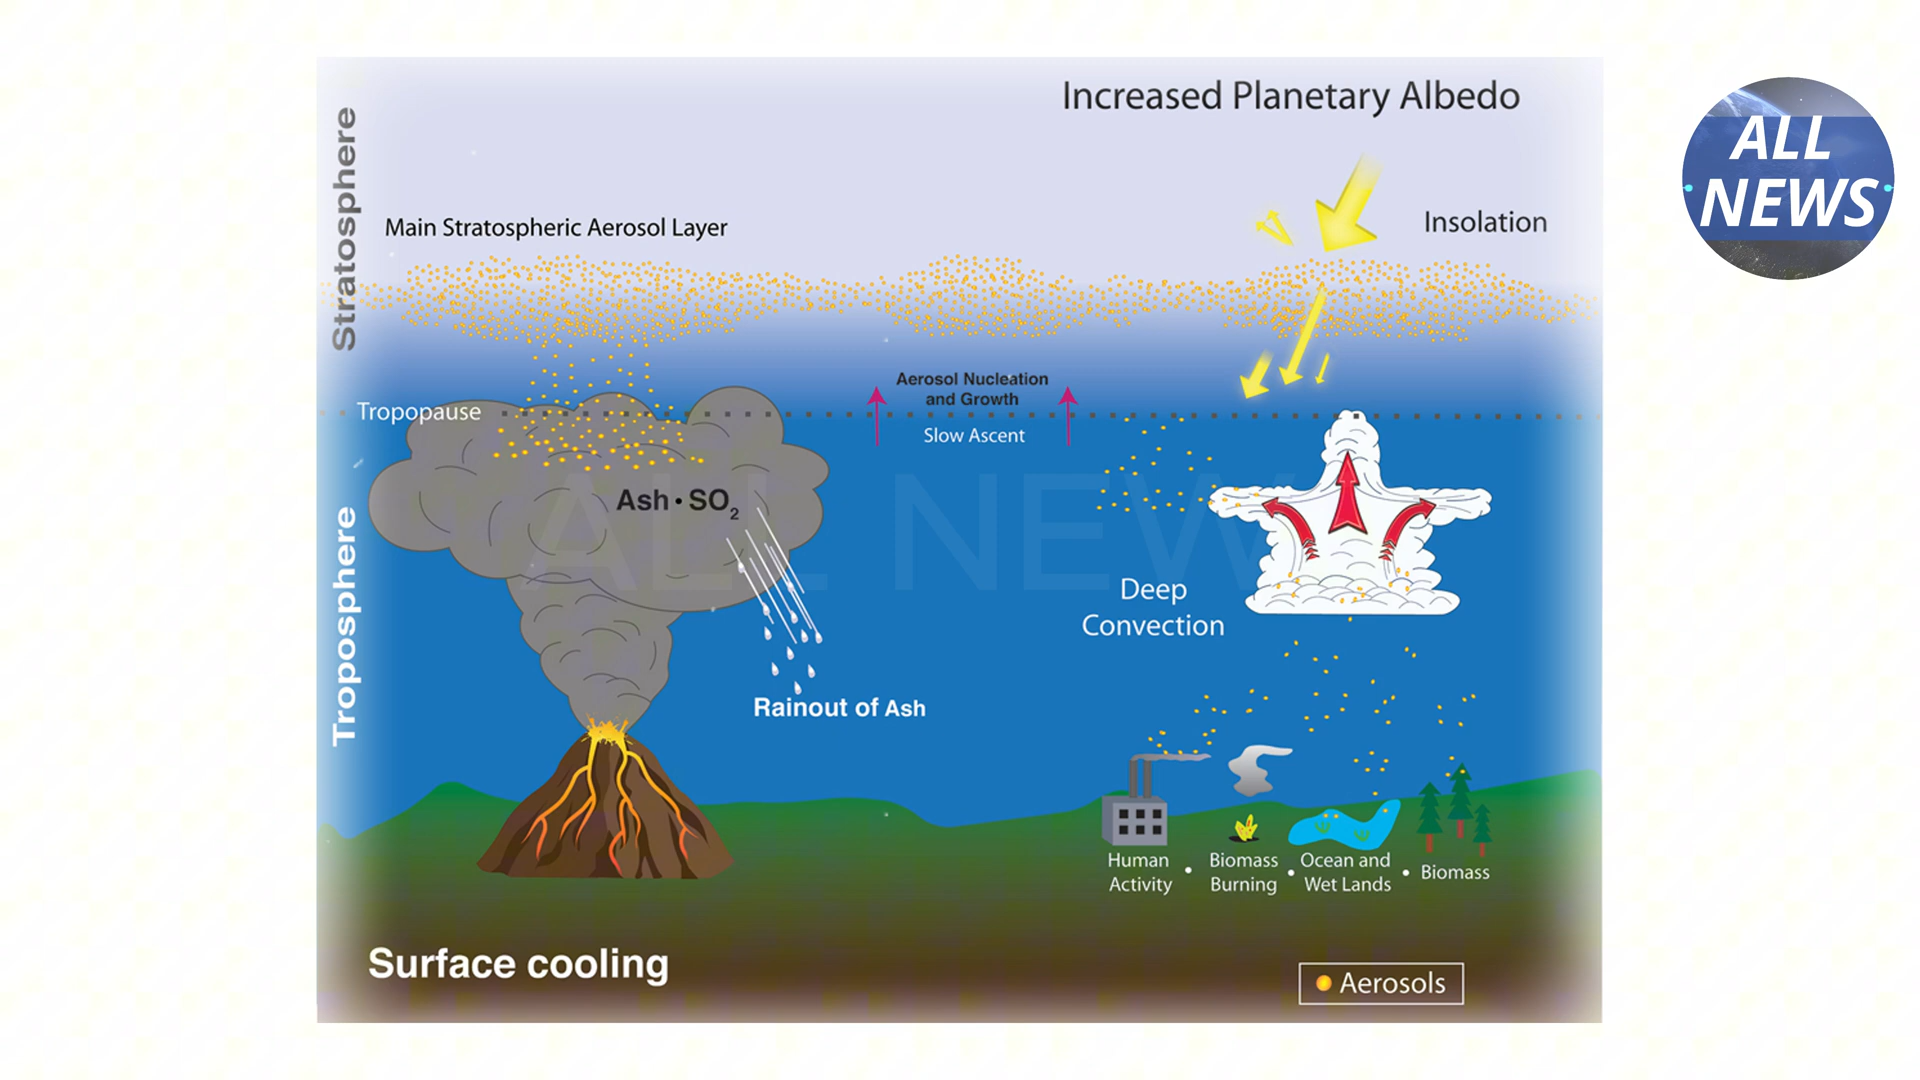 Increased Planetary Albedo
ALL
NEWS
Stratosphere
Main Stratospheric Aerosol Layer
Insolation
Aerosol Nucleation
and Growth
Tropopause
Slow Ascent
Ash • SO2
ALL NEW
Troposphere
Deep
Convection
Rainout of Ash
Human
Activity
•
Biomass
Burning
•
Ocean and
Wet Lands
•
Biomass
Surface cooling
Aerosols